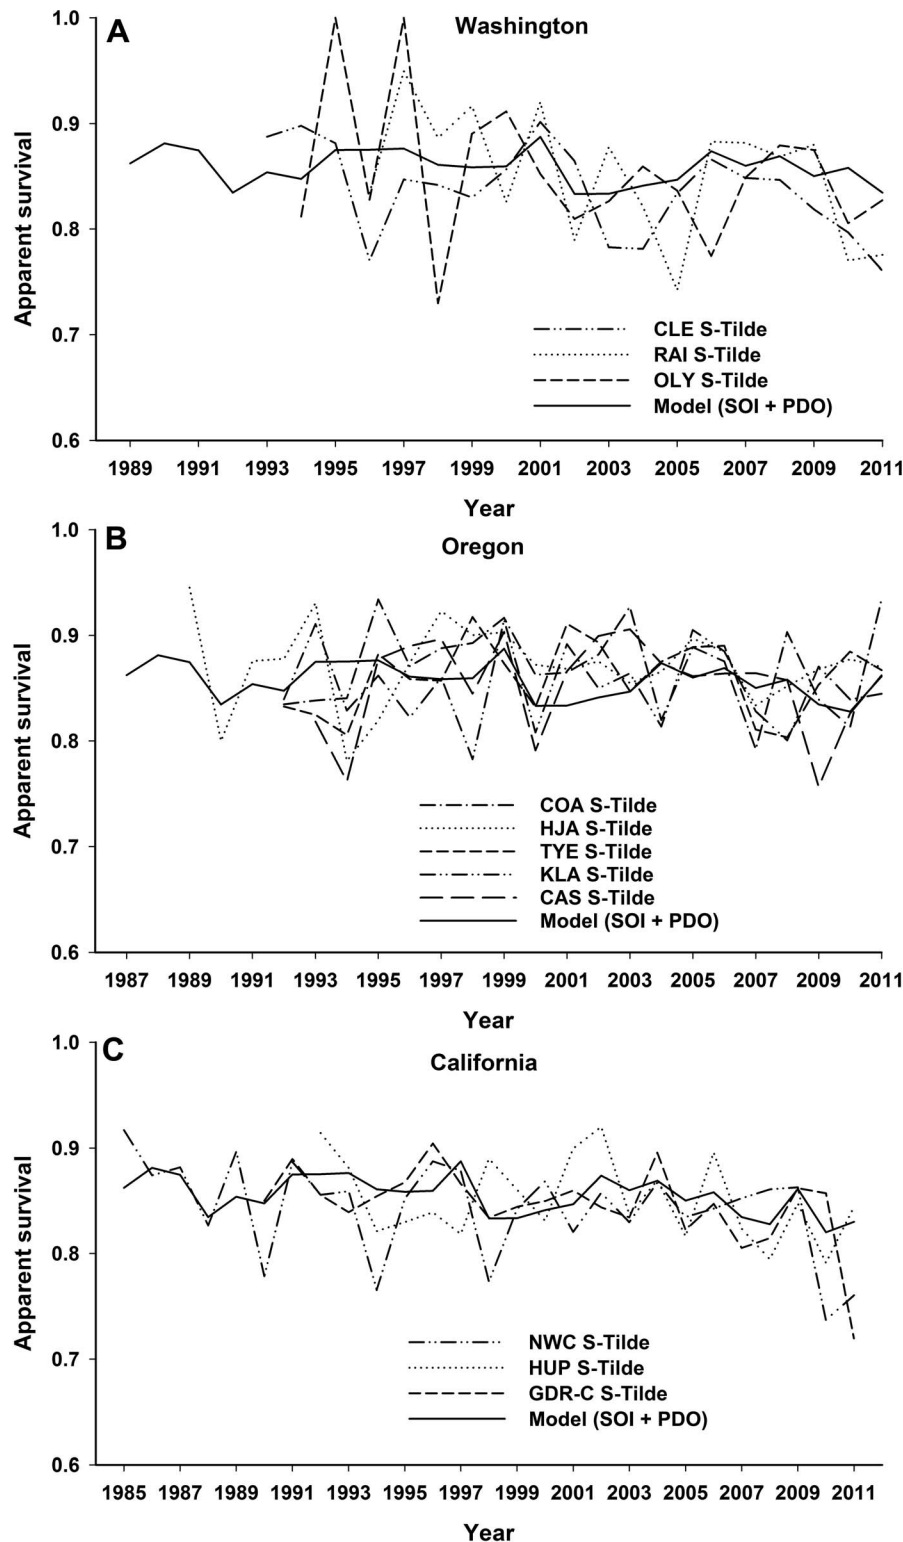 A
Washington
1.0
0.9
0.8
0.7
0.6
Apparent survival
CLE S-Tilde
RAI S-Tilde
OLY S-Tilde
Model (SOI + PDO)
1989 1991 1993 1995 1997 1999 2001 2003 2005 2007 2009 2011
Year
B
Oregon
1.0
0.9
0.8
0.7
0.6
Apparent survival
COA S-Tilde
HJA S-Tilde
TYE S-Tilde
KLA S-Tilde
CAS S-Tilde
Model (SOI + PDO)
1987 1989 1991 1993 1995 1997 1999 2001 2003 2005 2007 2009 2011
Year
C
California
1.0
0.9
0.8
0.7
0.6
Apparent survival
NWC S-Tilde
HUP S-Tilde
GDR-C S-Tilde
Model (SOI + PDO)
1985 1987 1989 1991 1993 1995 1997 1999 2001 2003 2005 2007 2009 2011
Year